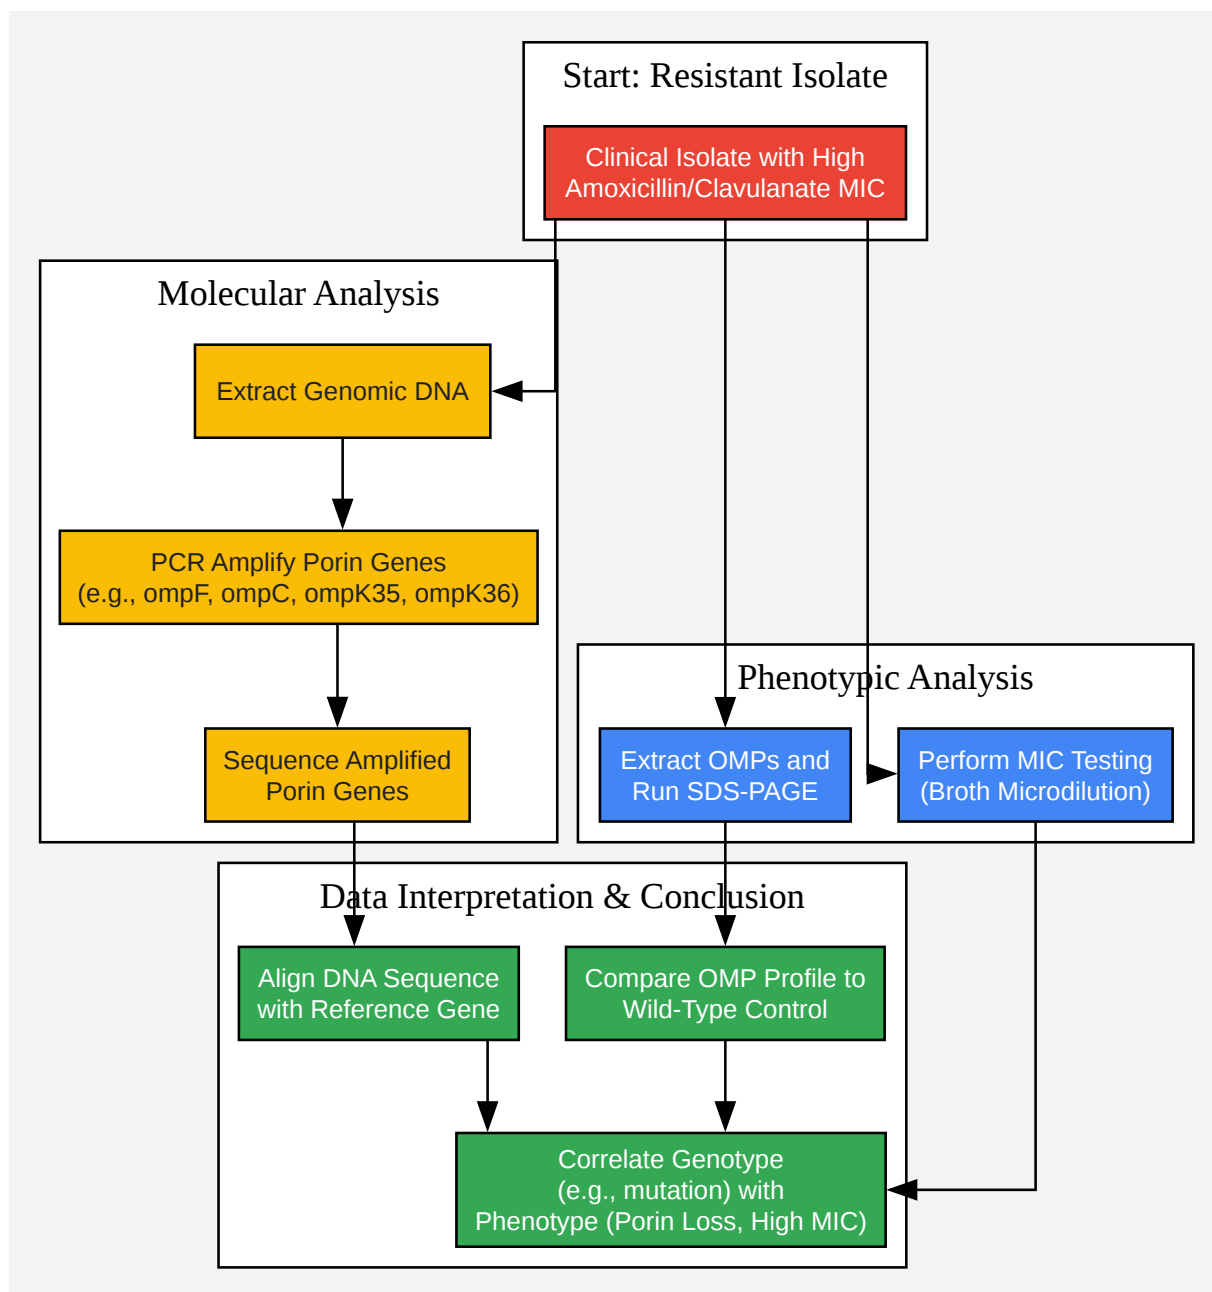 Start: Resistant Isolate
Clinical Isolate with High
Amoxicillin/Clavulanate MIC
Molecular Analysis
Extract Genomic DNA
PCR Amplify Porin Genes
(e.g., ompF, ompC, ompK35, ompK36)
Sequence Amplified
Porin Genes
Phenotypic Analysis
Extract OMPs and
Run SDS-PAGE
Perform MIC Testing
(Broth Microdilution)
Data Interpretation & Conclusion
Align DNA Sequence
with Reference Gene
Compare OMP Profile to
Wild-Type Control
Correlate Genotype
(e.g., mutation) with
Phenotype (Porin Loss, High MIC)